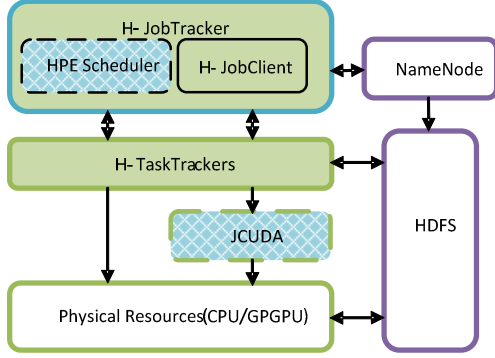 H- JobTracker
HPE Scheduler
H- JobClient
NameNode
H- TaskTrackers
JCUDA
HDFS
Physical Resources(CPU/GPGPU)